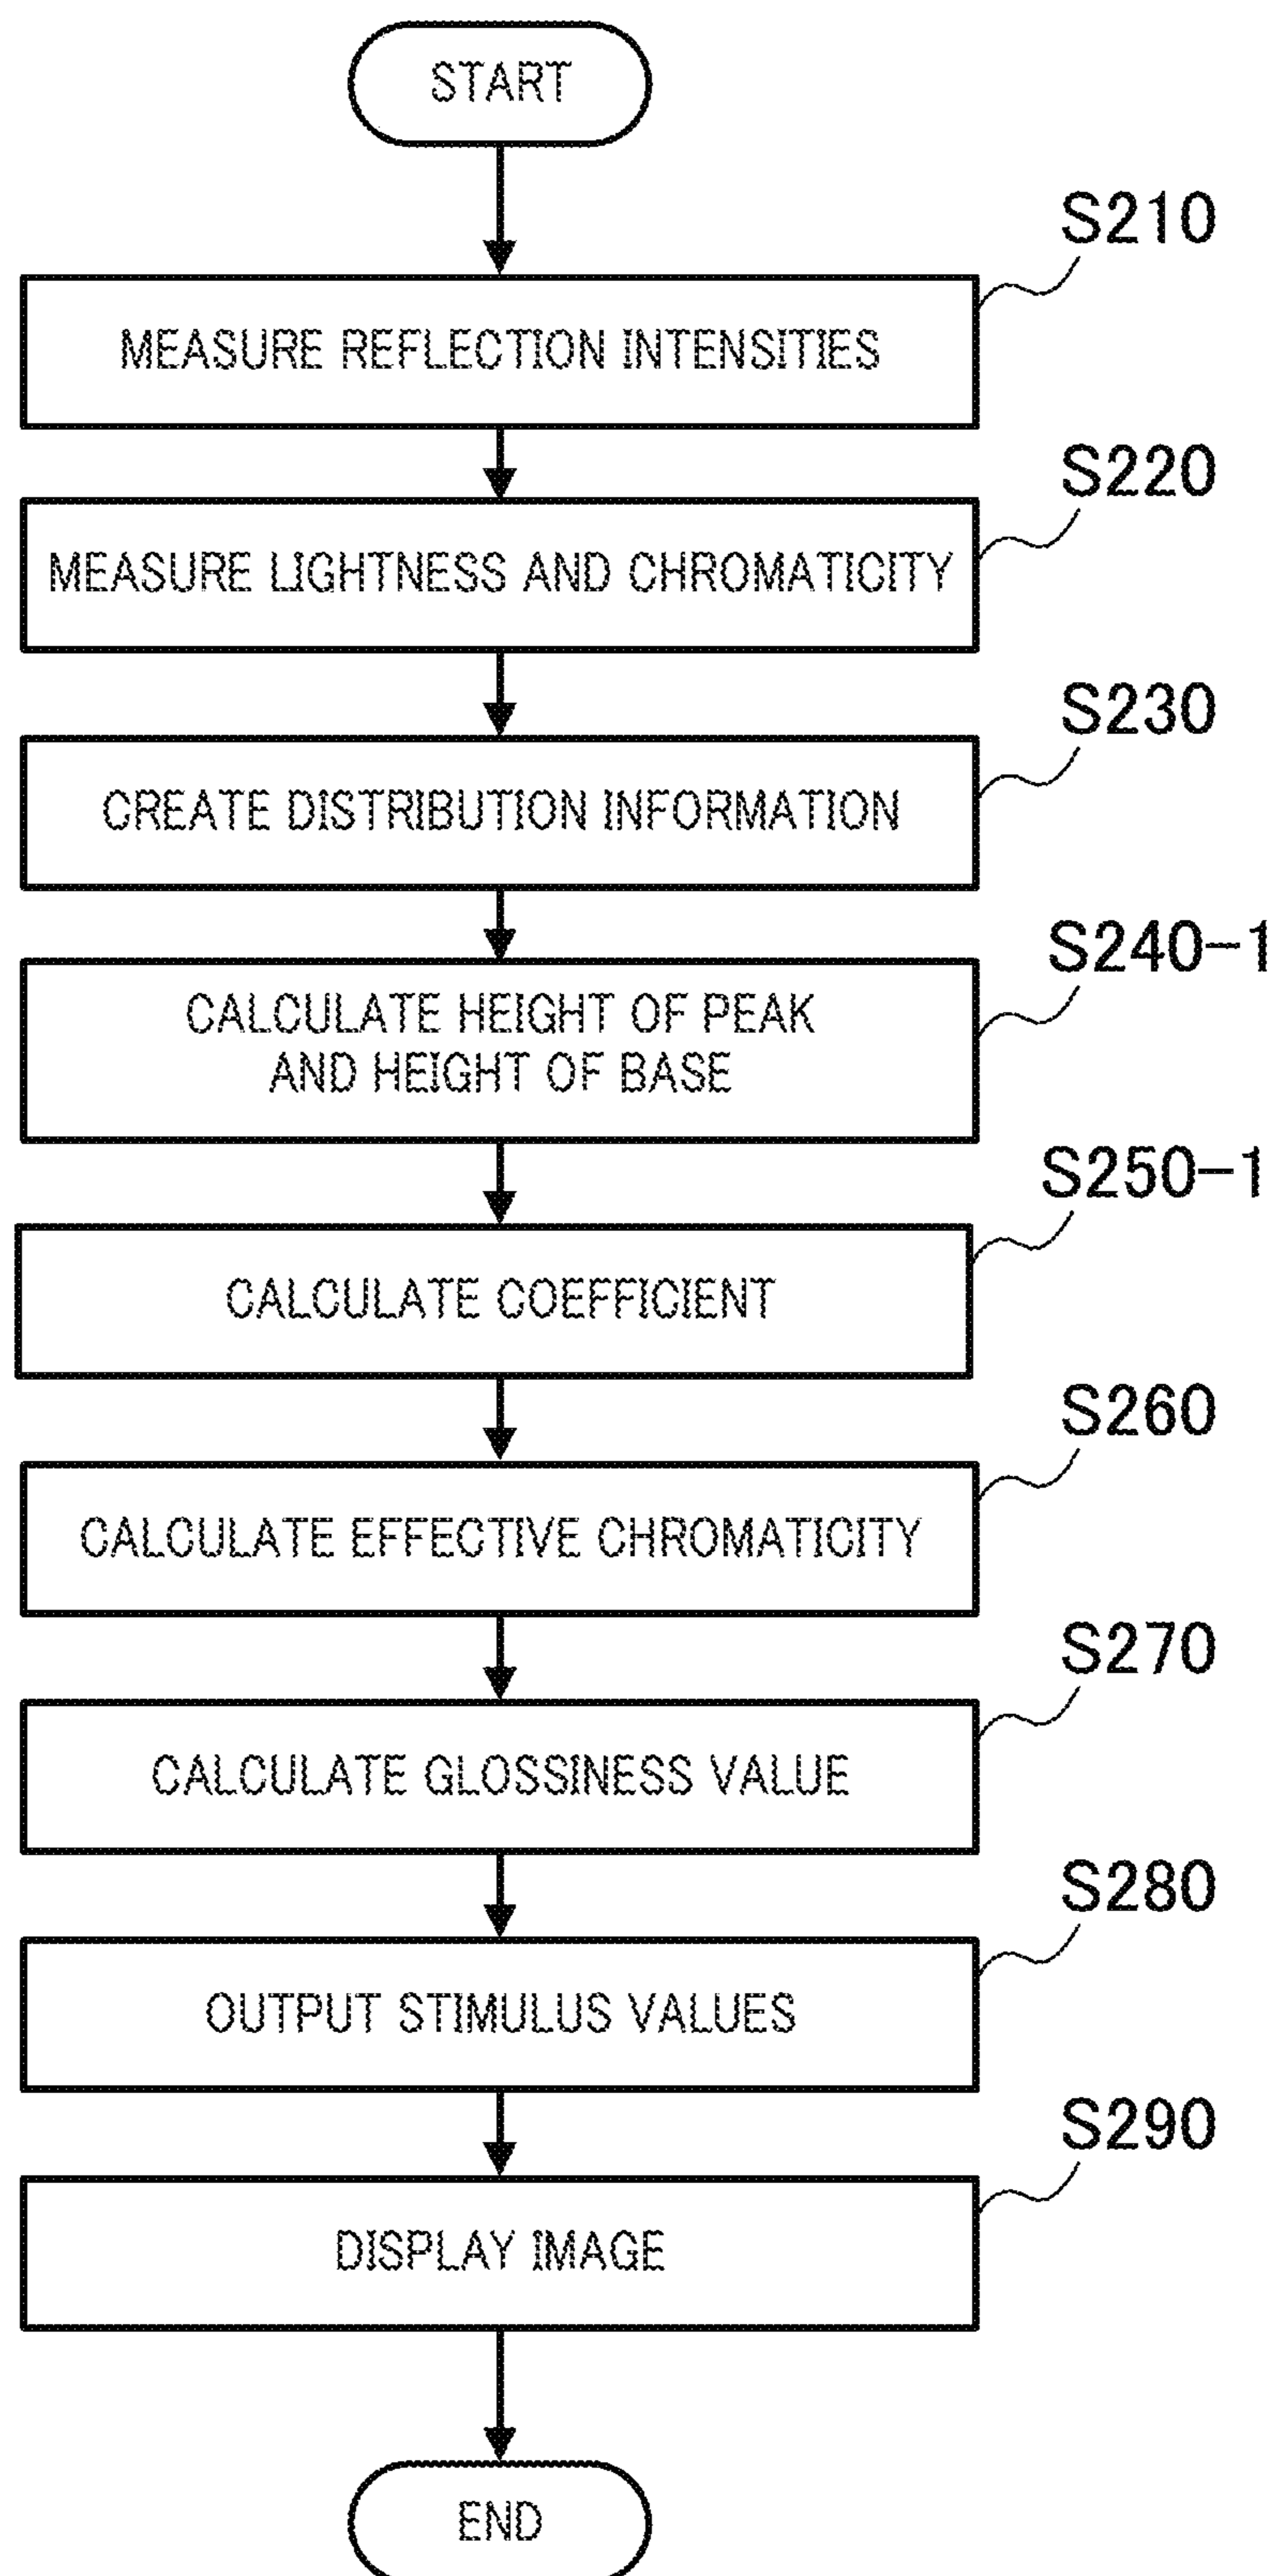 START
S210
MEASURE REFLECTION INTENSITIES
S220
MEASURE LIGHTNESS AND CHROMATICITY
S230
CREATE DISTRIBUTION INFORMATION
S240-1
CALCULATE HEIGHT OF PEAK
AND HEIGHT OF BASE
S250-1
CALCULATE COEFFICIENT
S260
CALCULATE EFFECTIVE CHROMATICITY
S270
CALCULATE GLOSSINESS VALUE
S280
OUTPUT STIMULUS VALUES
S290
DISPLAY IMAGE
END